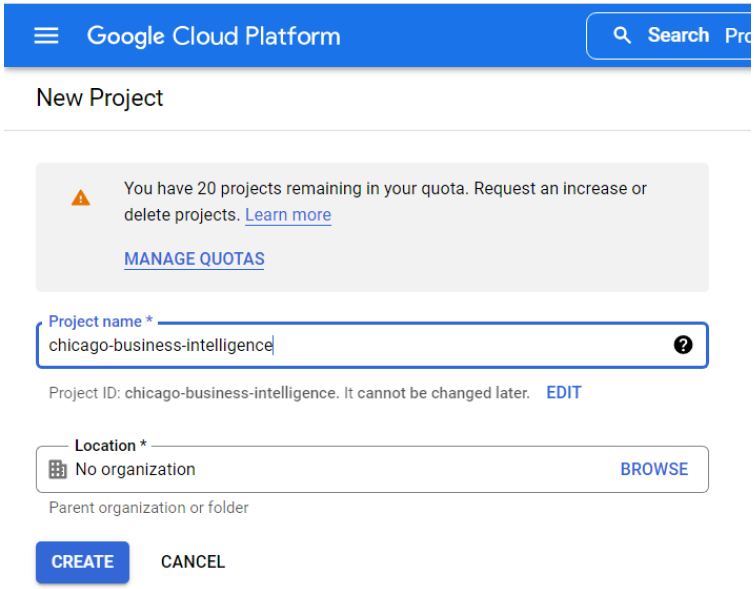 Google Cloud Platform
Search Pro
New Project
You have 20 projects remaining in your quota. Request an increase or
delete projects. Learn more
MANAGE QUOTAS
Project name *
chicago-business-intelligence
Project ID: chicago-business-intelligence. It cannot be changed later. EDIT
Location *
No organization BROWSE
Parent organization or folder
CREATE CANCEL